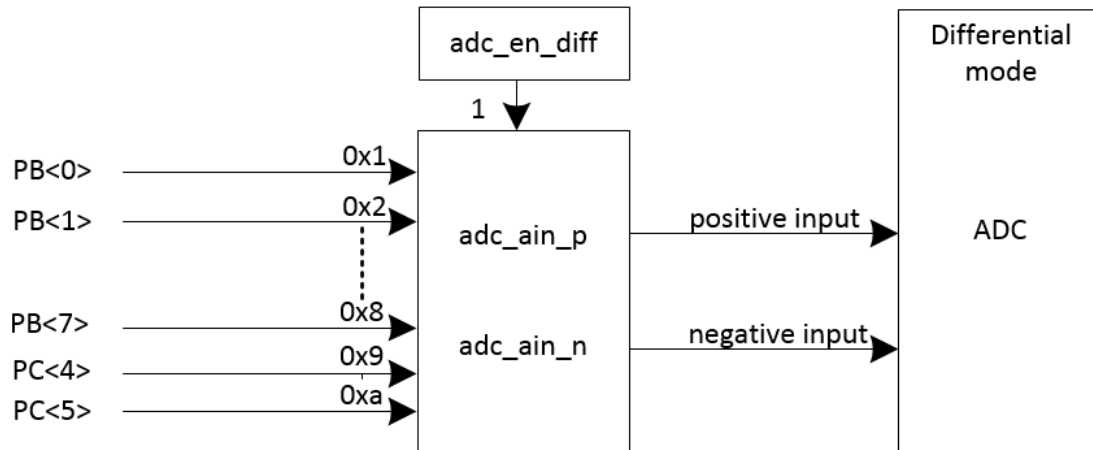 adc_en_diff
Differential
mode
1
PB<0>
0x1
PB<1>
0x2
adc_ain_p
positive input
ADC
PB<7>
0x8
adc_ain_n
negative input
PC<4>
0x9
PC<5>
0xa